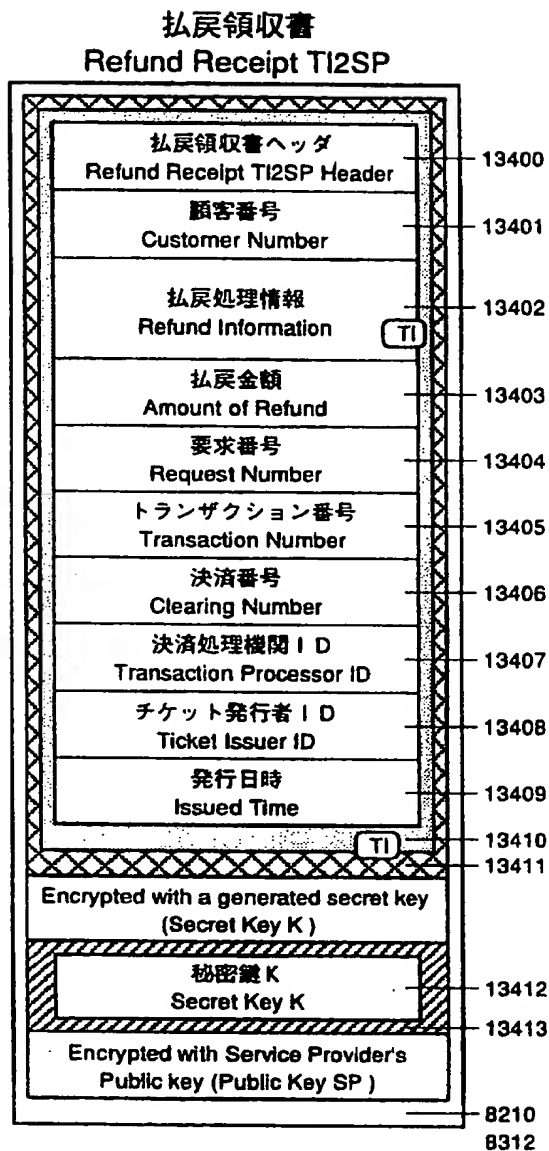 払戻領収書
Refund Receipt TI2SP
払戻領収書ヘッダ
Refund Receipt TI2SP Header
13400
顧客番号
Customer Number
13401
払戻処理情報
Refund Information
13402
TI
払戻金額
Amount of Refund
13403
要求番号
Request Number
13404
トランザクション番号
Transaction Number
13405
決済番号
Clearing Number
13406
決済処理機関ID
Transaction Processor ID
13407
チケット発行者ID
Ticket Issuer ID
13408
発行日時
Issued Time
13409
TI
13410
13411
Encrypted with a generated secret key
(Secret Key K )
秘密鍵K
Secret Key K
13412
13413
Encrypted with Service Provider's
Public key (Public Key SP )
8210
8312